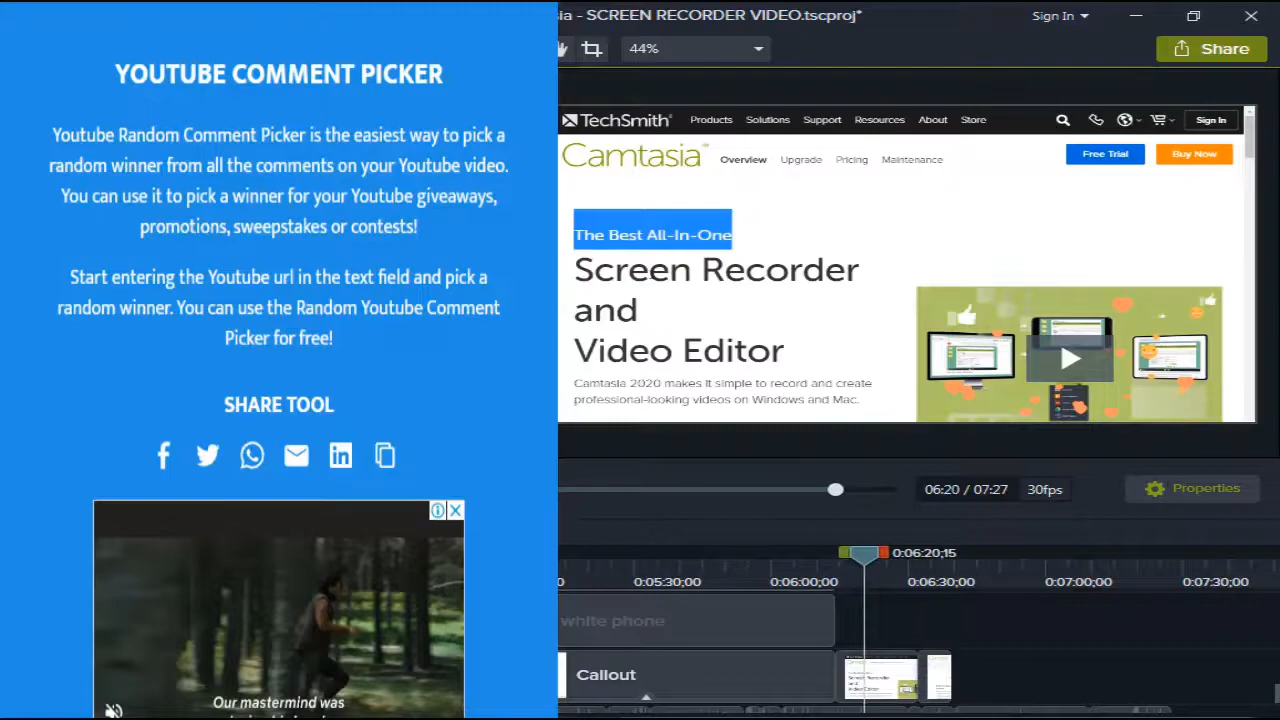 YOUTUBE COMMENT PICKER
Youtube Random Comment Picker is the easiest way to pick a
random winner from all the comments on your Youtube video.
You can use it to pick a winner for your Youtube giveaways,
promotions, sweepstakes or contests!
Start entering the Youtube url in the text field and pick a
random winner. You can use the Random Youtube Comment
Picker for free!
SHARE TOOL
Our mastermind was
ia - SCREEN RECORDER VIDEO.tscproj*
Sign In
44%
Share
TechSmith Products Solutions Support Resources About Store Sign In
Camtasia Overview Upgrade Pricing Maintenance Free Trial Buy Now
The Best All-In-One
Screen Recorder
and
Video Editor
Camtasia 2020 makes it simple to record and create
professional-looking videos on Windows and Mac.
06:20 / 07:27 30fps Properties
0:06:20;15
0 0:05:30;00 0:06:00;00 0:06:30;00 0:07:00;00 0:07:30;00
white phone
Callout